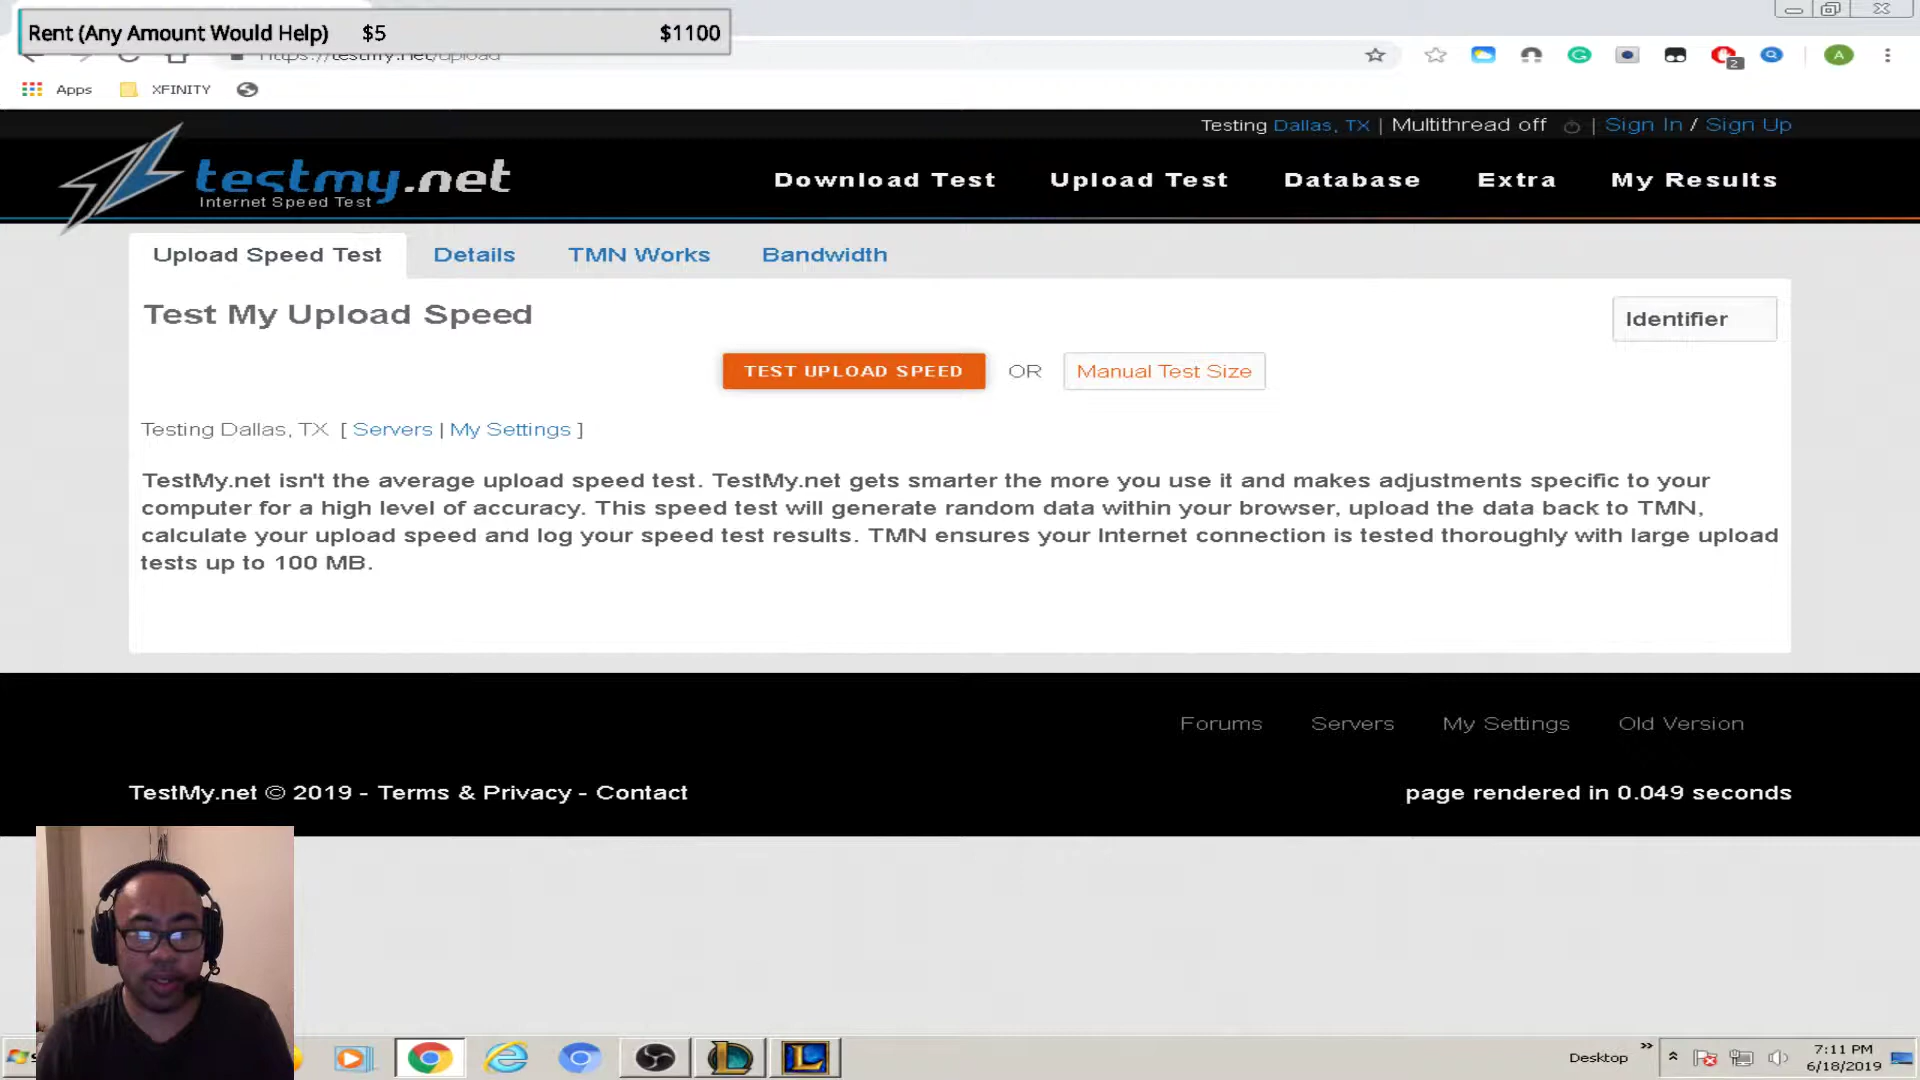 Rent (Any Amount Would Help) $5 $1100
https://testmy.net/upload
Apps XFINITY
2
A
Testing Dallas, TX | Multithread off | Sign In / Sign Up
testmy.net
Internet Speed Test
Download Test Upload Test Database Extra My Results
Upload Speed Test Details TMN Works Bandwidth
Test My Upload Speed
Identifier
TEST UPLOAD SPEED OR Manual Test Size
Testing Dallas, TX [ Servers | My Settings ]
TestMy.net isn't the average upload speed test. TestMy.net gets smarter the more you use it and makes adjustments specific to your
computer for a high level of accuracy. This speed test will generate random data within your browser, upload the data back to TMN,
calculate your upload speed and log your speed test results. TMN ensures your Internet connection is tested thoroughly with large upload
tests up to 100 MB.
Forums Servers My Settings Old Version
TestMy.net © 2019 - Terms & Privacy - Contact
page rendered in 0.049 seconds
Desktop »
7:11 PM
6/18/2019